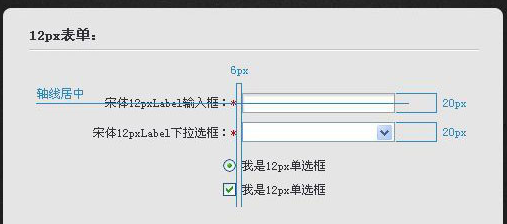 12px表单：
6px
轴线居中
宋体12pxLabel输入框：* 20px
宋体12pxLabel下拉选框：* 20px
我是12px单选框
我是12px单选框